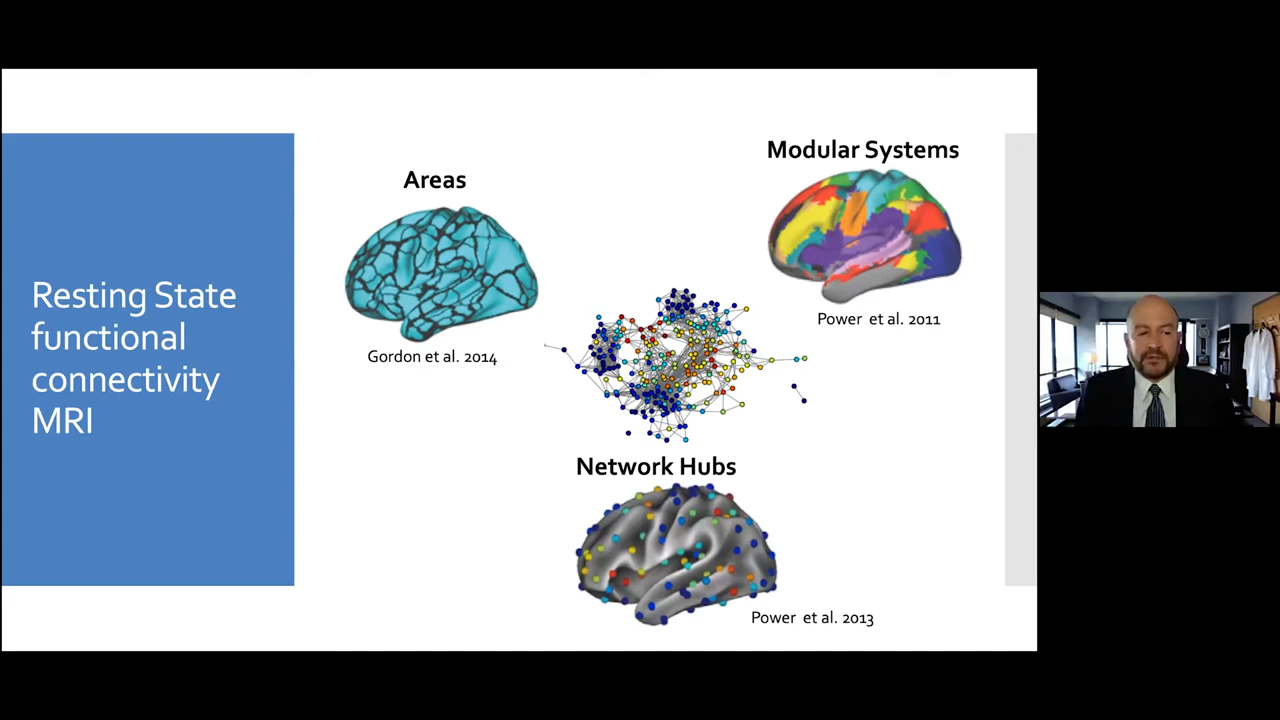 Resting State
functional
connectivity
MRI
Areas
Gordon et al. 2014
Modular Systems
Power et al. 2011
Network Hubs
Power et al. 2013